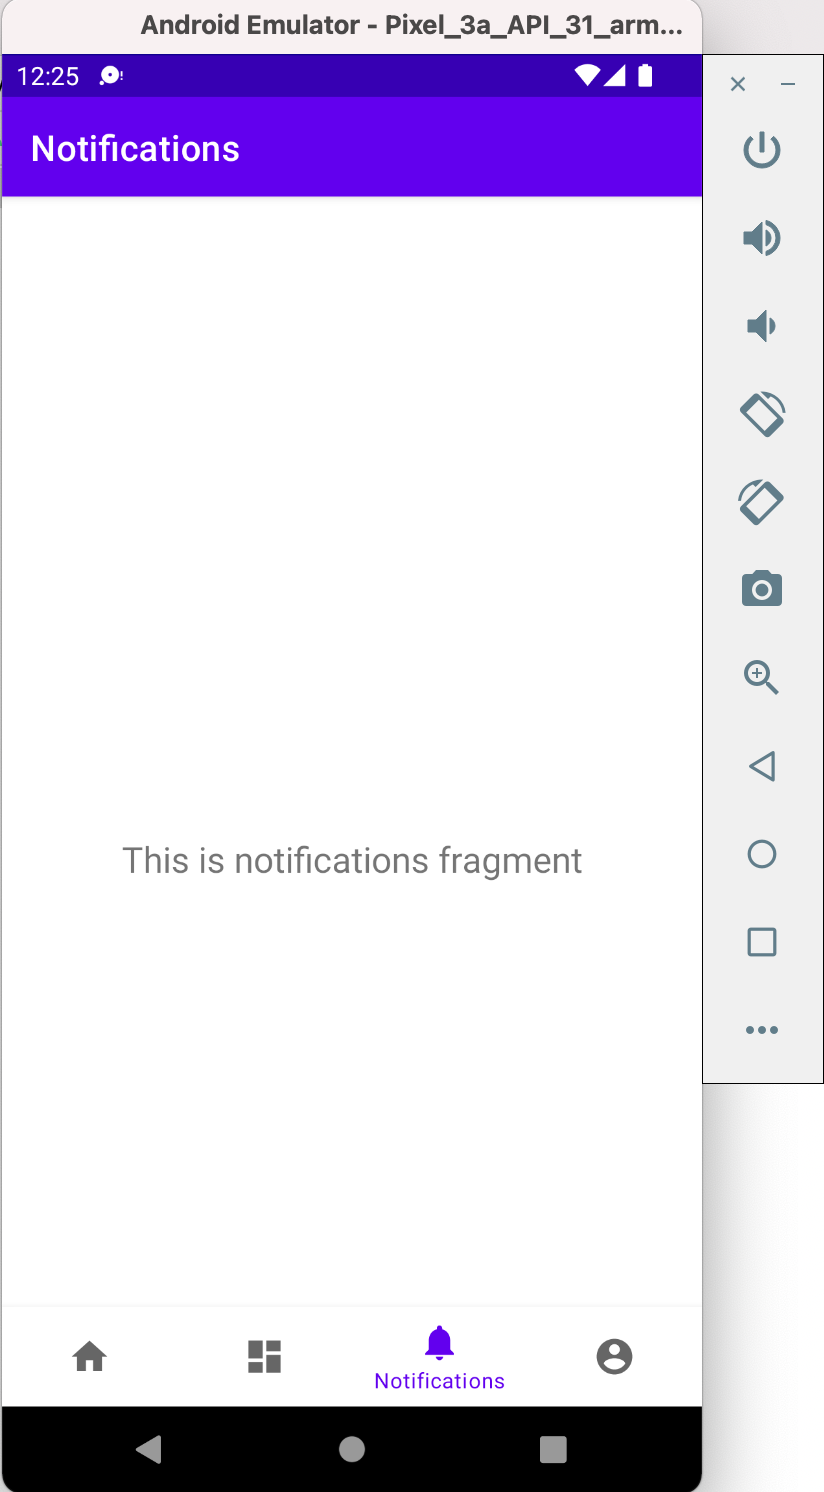 Android Emulator - Pixel_3a_API_31_arm...
12:25
Notifications
This is notifications fragment
Notifications